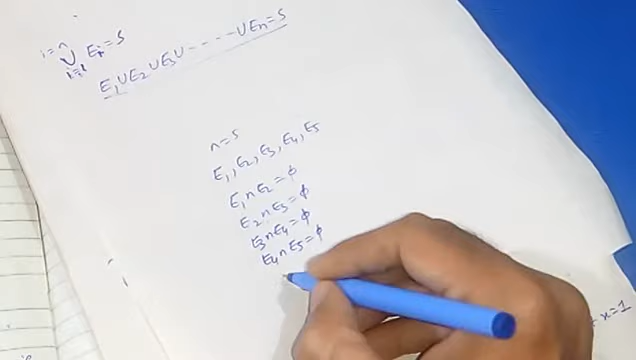 i=n
∪ Ei=S
i=1
E1∪E2∪E3∪----∪En=S
n=5
E1, E2, E3, E4, E5
E1∩E2=φ
E2∩E3=φ
E3∩E4=φ
E4∩E5=φ
x=1